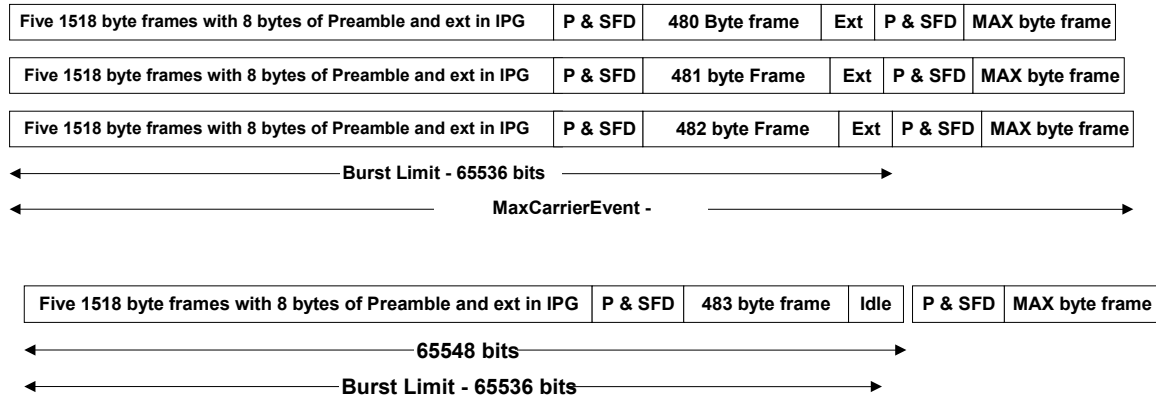 Five 1518 byte frames with 8 bytes of Preamble and ext in IPG P & SFD 480 Byte frame Ext P & SFD MAX byte frame
Five 1518 byte frames with 8 bytes of Preamble and ext in IPG P & SFD 481 byte Frame Ext P & SFD MAX byte frame
Five 1518 byte frames with 8 bytes of Preamble and ext in IPG P & SFD 482 byte Frame Ext P & SFD MAX byte frame
Burst Limit - 65536 bits
MaxCarrierEvent -
Five 1518 byte frames with 8 bytes of Preamble and ext in IPG P & SFD 483 byte frame Idle P & SFD MAX byte frame
65548 bits
Burst Limit - 65536 bits